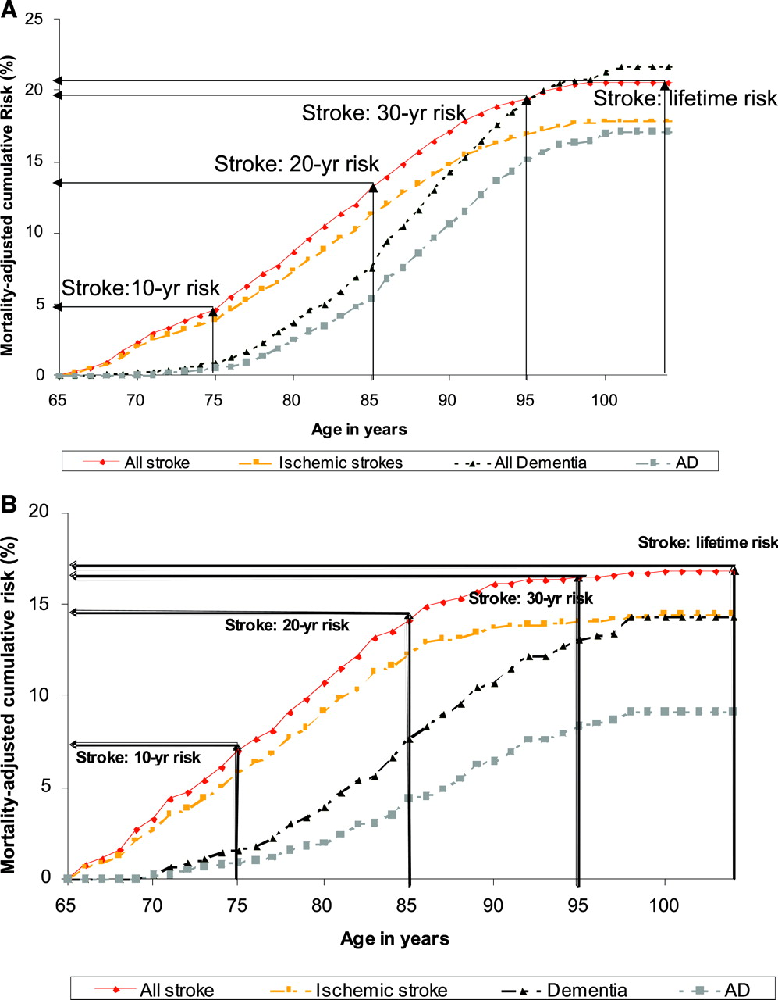 A
25
20
15
10
5
0
Mortality-adjusted cumulative Risk (%)
Stroke: lifetime risk
Stroke: 30-yr risk
Stroke: 20-yr risk
Stroke:10-yr risk
65 70 75 80 85 90 95 100
Age in years
All stroke Ischemic strokes All Dementia AD
B
20
15
10
5
0
Mortality-adjusted cumulative risk (%)
Stroke: lifetime risk
Stroke: 30-yr risk
Stroke: 20-yr risk
Stroke: 10-yr risk
65 70 75 80 85 90 95 100
Age in years
All stroke Ischemic stroke Dementia AD